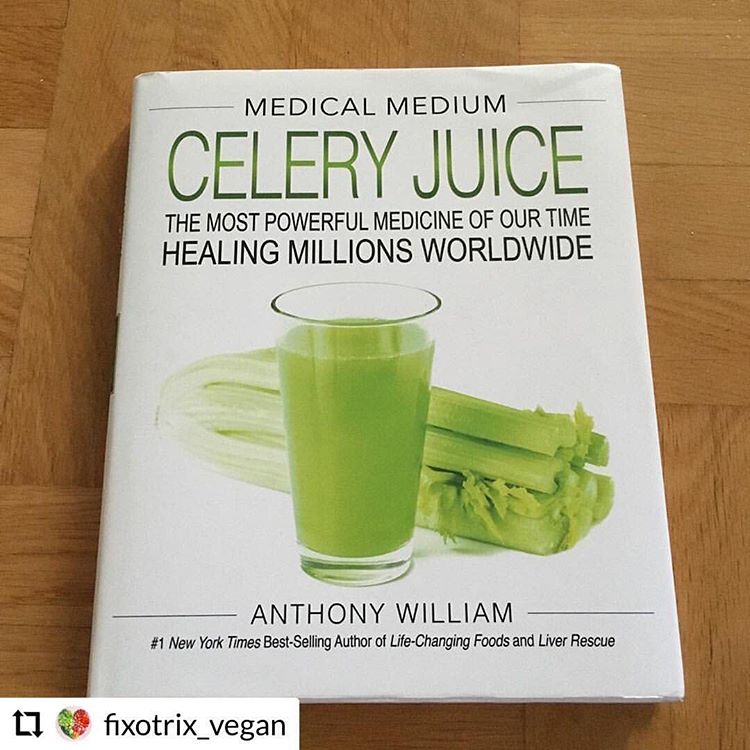 MEDICAL MEDIUM
CELERY JUICE
THE MOST POWERFUL MEDICINE OF OUR TIME
HEALING MILLIONS WORLDWIDE
ANTHONY WILLIAM
#1 New York Times Best-Selling Author of Life-Changing Foods and Liver Rescue
fixotrix_vegan